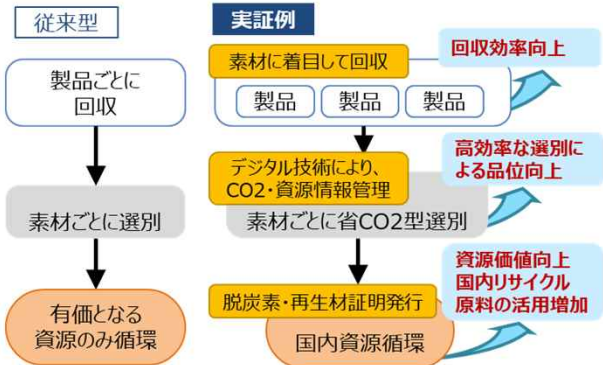 従来型
製品ごとに
回収
素材ごとに選別
有価となる
資源のみ循環
実証例
素材に着目して回収
製品 製品 製品
回収効率向上
デジタル技術により、
CO2・資源情報管理
素材ごとに省CO2型選別
高効率な選別に
よる品位向上
脱炭素・再生材証明発行
国内資源循環
資源価値向上
国内リサイクル
原料の活用増加